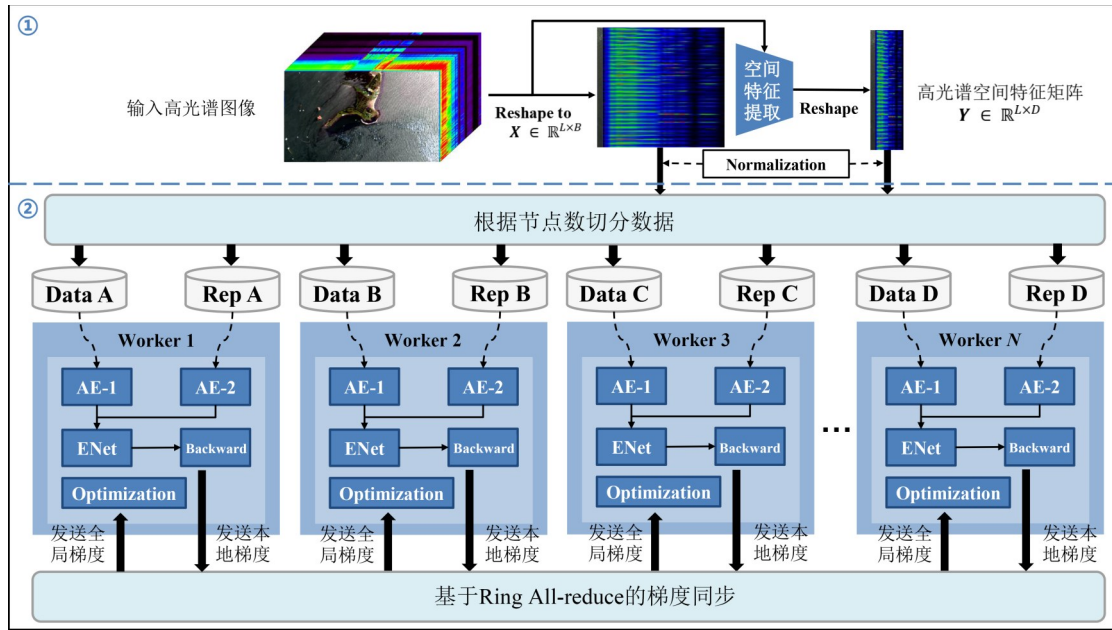 ①
输入高光谱图像
Reshape to
X ∈ ℝ^{L×B}
空间
特征
提取
Reshape
高光谱空间特征矩阵
Y ∈ ℝ^{L×D}
Normalization
②
根据节点数切分数据
Data A
Rep A
Data B
Rep B
Data C
Rep C
Data D
Rep D
Worker 1
AE-1
AE-2
ENet
Backward
Optimization
发送全
局梯度
发送本
地梯度
Worker 2
AE-1
AE-2
ENet
Backward
Optimization
发送全
局梯度
发送本
地梯度
Worker 3
AE-1
AE-2
ENet
Backward
Optimization
发送全
局梯度
发送本
地梯度
...
Worker N
AE-1
AE-2
ENet
Backward
Optimization
发送全
局梯度
发送本
地梯度
基于Ring All-reduce的梯度同步